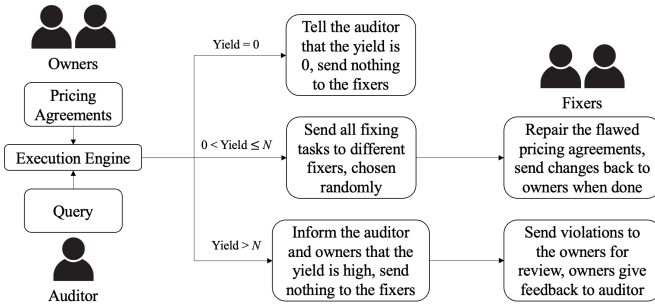 Owners
Pricing
Agreements
Execution Engine
Query
Auditor
Yield = 0
Tell the auditor
that the yield is
0, send nothing
to the fixers
0 < Yield ≤ N
Send all fixing
tasks to different
fixers, chosen
randomly
Fixers
Repair the flawed
pricing agreements,
send changes back to
owners when done
Yield > N
Inform the auditor
and owners that the
yield is high, send
nothing to the fixers
Send violations to
the owners for
review, owners give
feedback to auditor